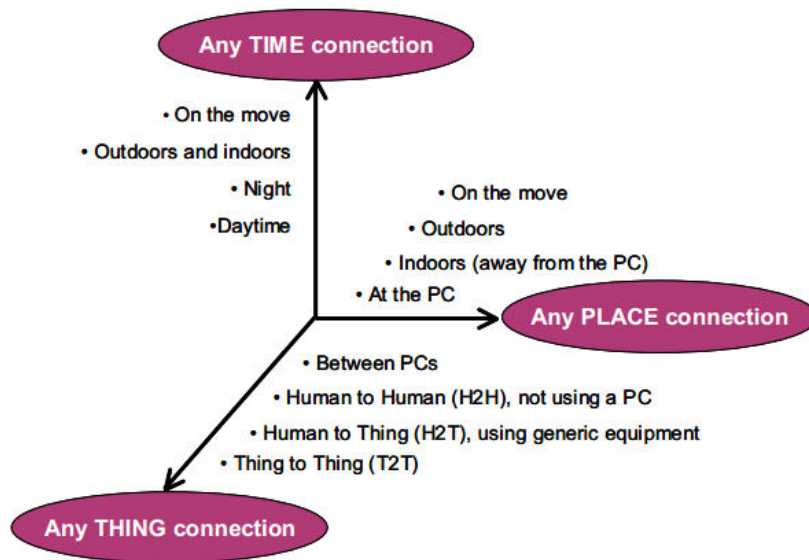 Any TIME connection
• On the move
• Outdoors and indoors
• Night
•Daytime
• On the move
• Outdoors
• Indoors (away from the PC)
• At the PC
Any PLACE connection
• Between PCs
• Human to Human (H2H), not using a PC
• Human to Thing (H2T), using generic equipment
• Thing to Thing (T2T)
Any THING connection